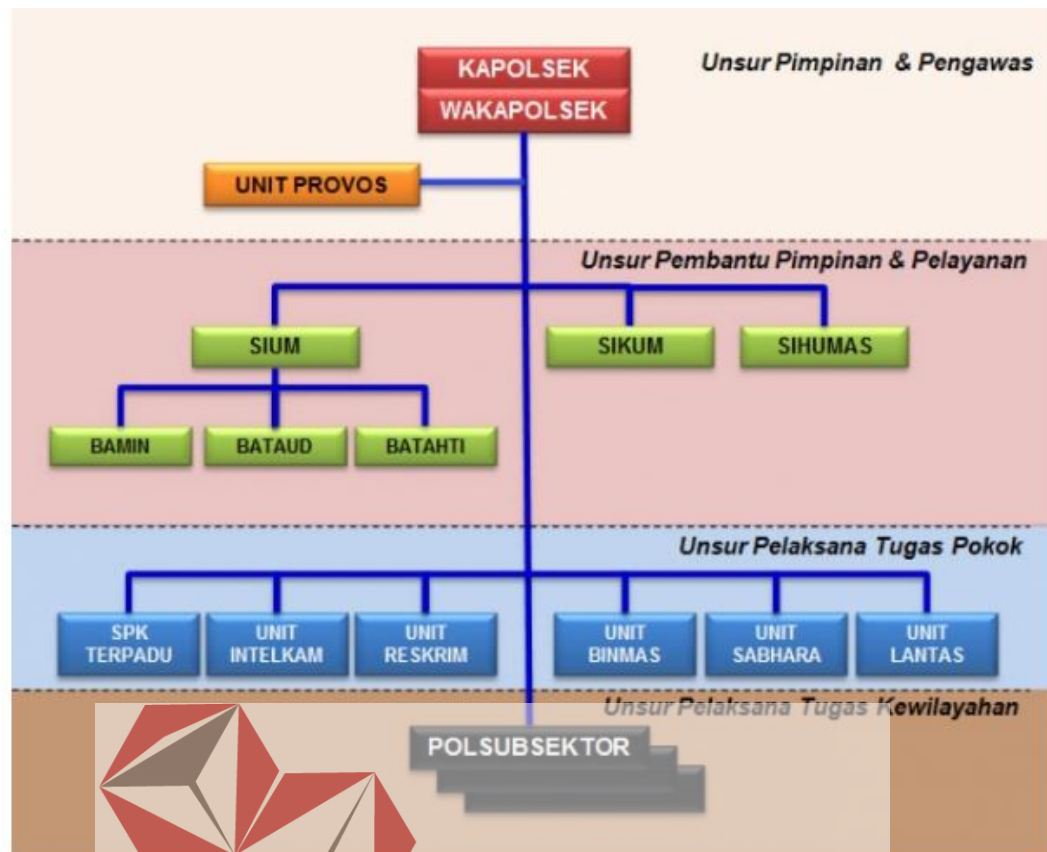 Unsur Pimpinan & Pengawas
KAPOLSEK
WAKAPOLSEK
UNIT PROVOS
Unsur Pembantu Pimpinan & Pelayanan
SIUM
SIKUM
SIHUMAS
BAMIN
BATAUD
BATAHTI
Unsur Pelaksana Tugas Pokok
SPK
TERPADU
UNIT
INTELKAM
UNIT
RESKRIM
UNIT
BINMAS
UNIT
SABHARA
UNIT
LANTAS
Unsur Pelaksana Tugas Kewilayahan
POLSUBSEKTOR